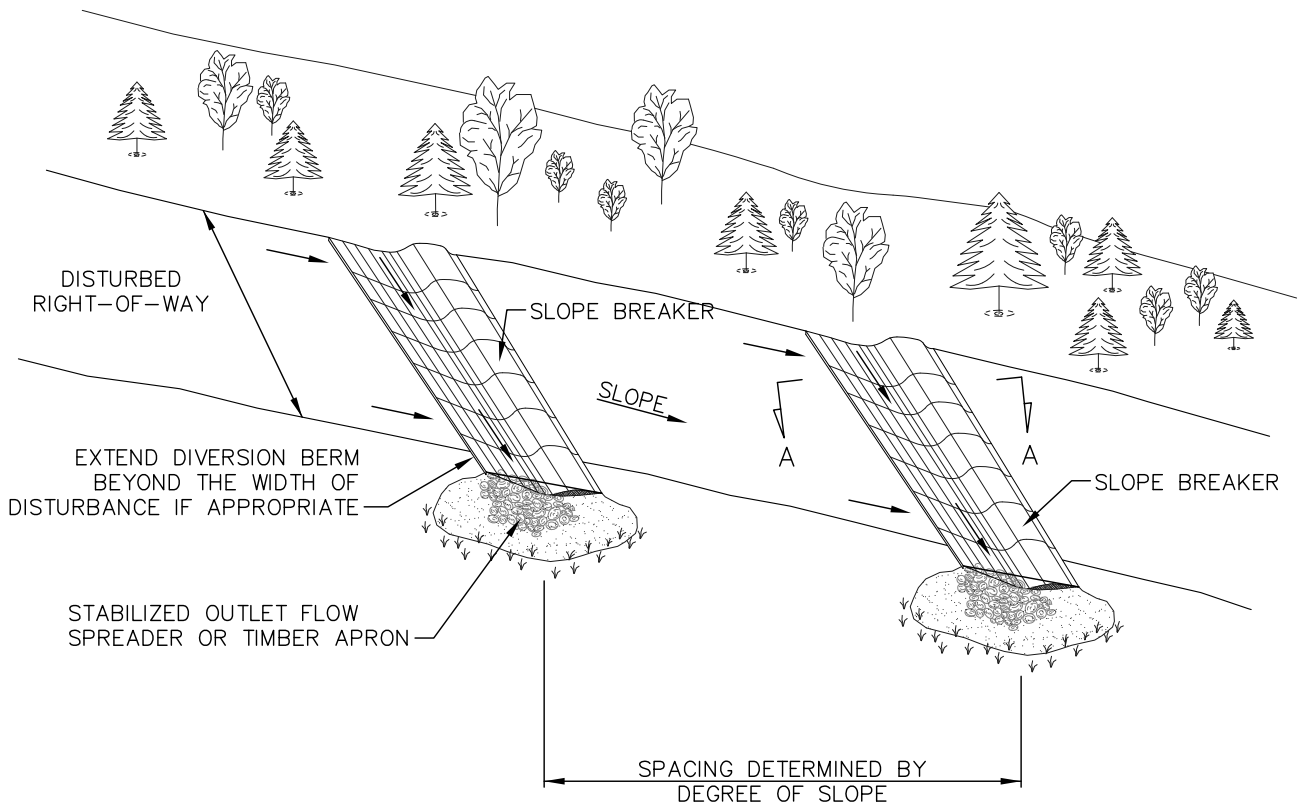 DISTURBED
RIGHT-OF-WAY
SLOPE BREAKER
SLOPE
A
A
EXTEND DIVERSION BERM
BEYOND THE WIDTH OF
DISTURBANCE IF APPROPRIATE
SLOPE BREAKER
STABILIZED OUTLET FLOW
SPREADER OR TIMBER APRON
SPACING DETERMINED BY
DEGREE OF SLOPE